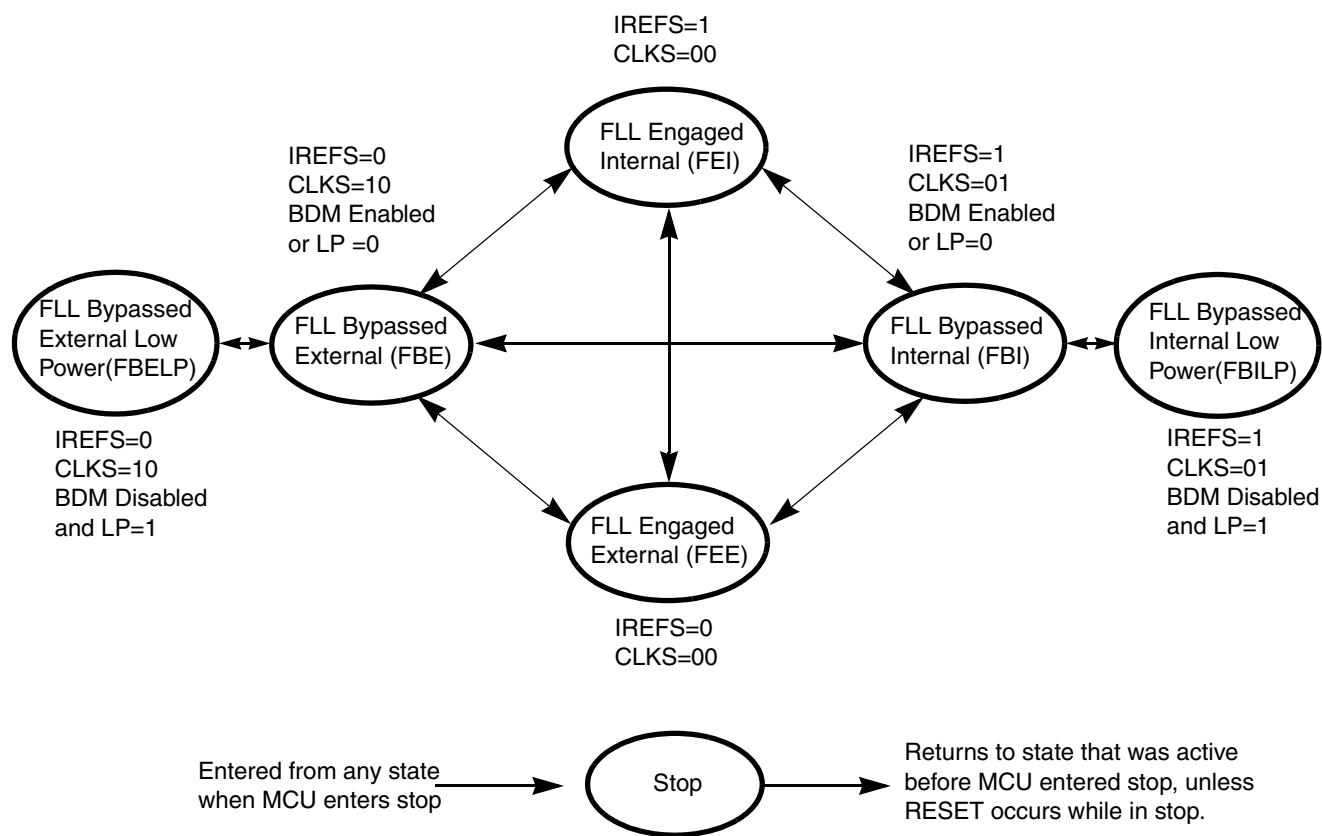 IREFS=1
CLKS=00
FLL Engaged
Internal (FEI)
IREFS=0
CLKS=10
BDM Enabled
or LP =0
IREFS=1
CLKS=01
BDM Enabled
or LP=0
FLL Bypassed
External Low
Power(FBELP)
FLL Bypassed
External (FBE)
FLL Bypassed
Internal (FBI)
FLL Bypassed
Internal Low
Power(FBILP)
IREFS=0
CLKS=10
BDM Disabled
and LP=1
IREFS=1
CLKS=01
BDM Disabled
and LP=1
FLL Engaged
External (FEE)
IREFS=0
CLKS=00
Entered from any state
when MCU enters stop
Stop
Returns to state that was active
before MCU entered stop, unless
RESET occurs while in stop.